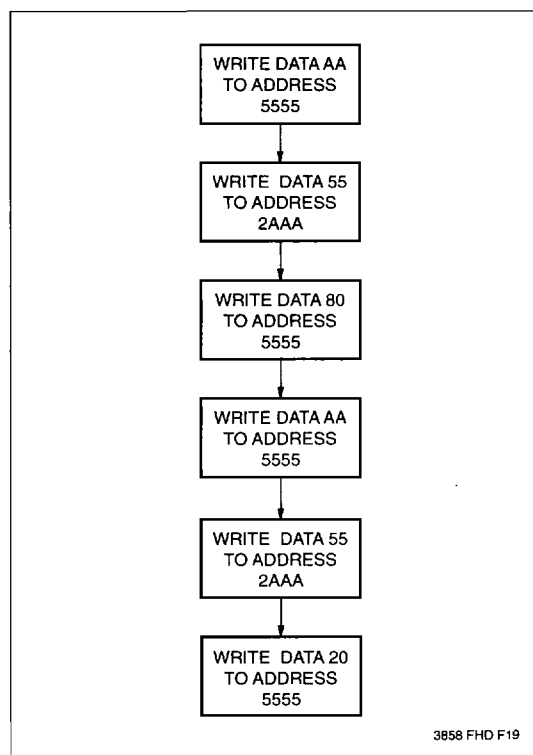 WRITE DATA AA
TO ADDRESS
5555
WRITE DATA 55
TO ADDRESS
2AAA
WRITE DATA 80
TO ADDRESS
5555
WRITE DATA AA
TO ADDRESS
5555
WRITE DATA 55
TO ADDRESS
2AAA
WRITE DATA 20
TO ADDRESS
5555
3858 FHD F19